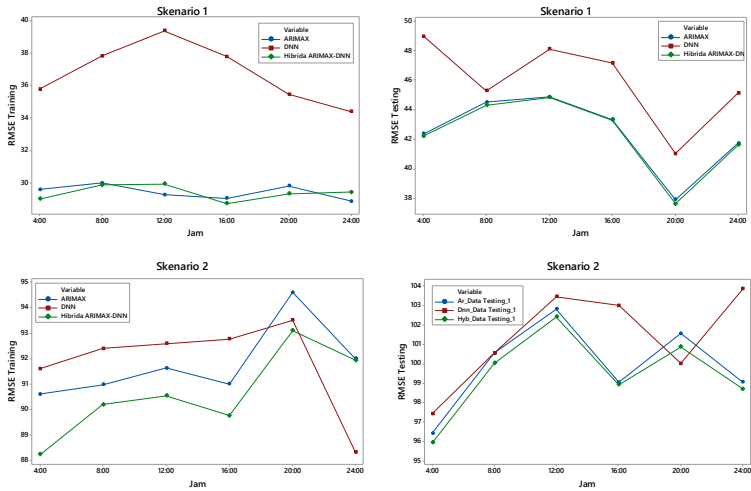 Skenario 1
RMSE Training
40
38
36
34
32
30
Variable
ARIMAX
DNN
Hibrida ARIMAX-DNN
4:00 8:00 12:00 16:00 20:00 24:00
Jam
Skenario 1
RMSE Testing
50
48
46
44
42
40
38
Variable
ARIMAX
DNN
Hibrida ARIMAX-DN
4:00 8:00 12:00 16:00 20:00 24:00
Jam
Skenario 2
RMSE Training
95
94
93
92
91
90
89
88
Variable
ARIMAX
DNN
Hibrida ARIMAX-DNN
4:00 8:00 12:00 16:00 20:00 24:00
Jam
Skenario 2
RMSE Testing
104
103
102
101
100
99
98
97
96
95
Variable
Ar_Data Testing_1
Dnn_Data Testing_1
Hyb_Data Testing_1
4:00 8:00 12:00 16:00 20:00 24:00
Jam